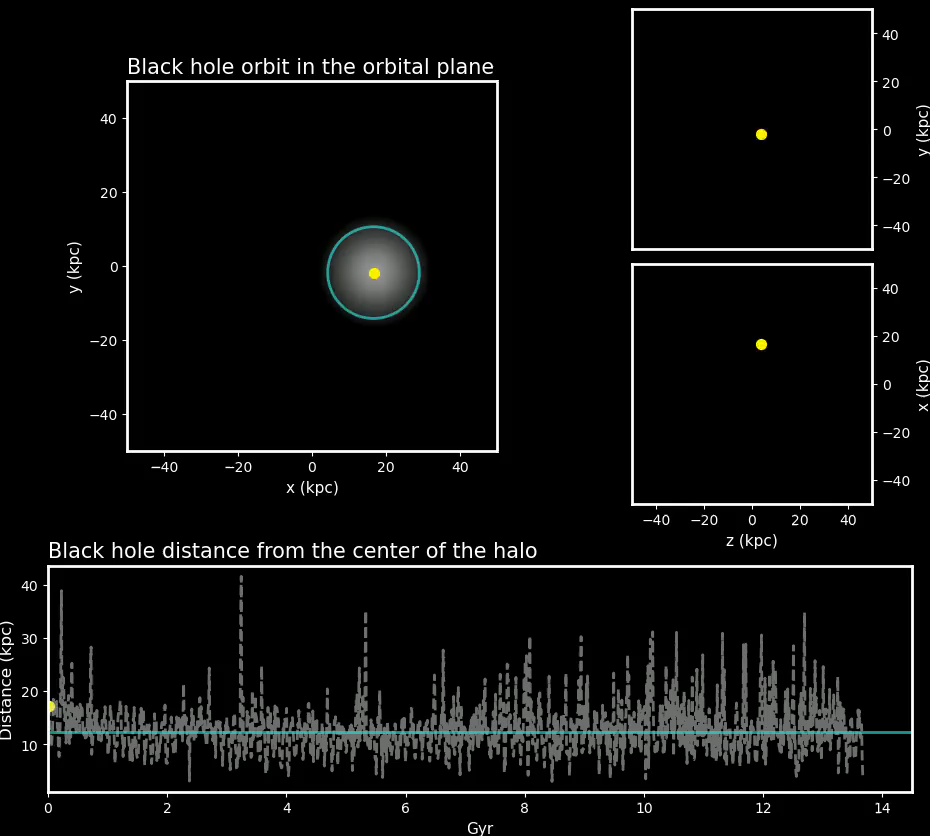 Black hole orbit in the orbital plane
40
20
0
−20
−40
y (kpc)
−40 −20 0 20 40
x (kpc)
40
20
0
−20
−40
y (kpc)
40
20
0
−20
−40
x (kpc)
−40 −20 0 20 40
z (kpc)
Black hole distance from the center of the halo
40
30
20
10
Distance (kpc)
0 2 4 6 8 10 12 14
Gyr